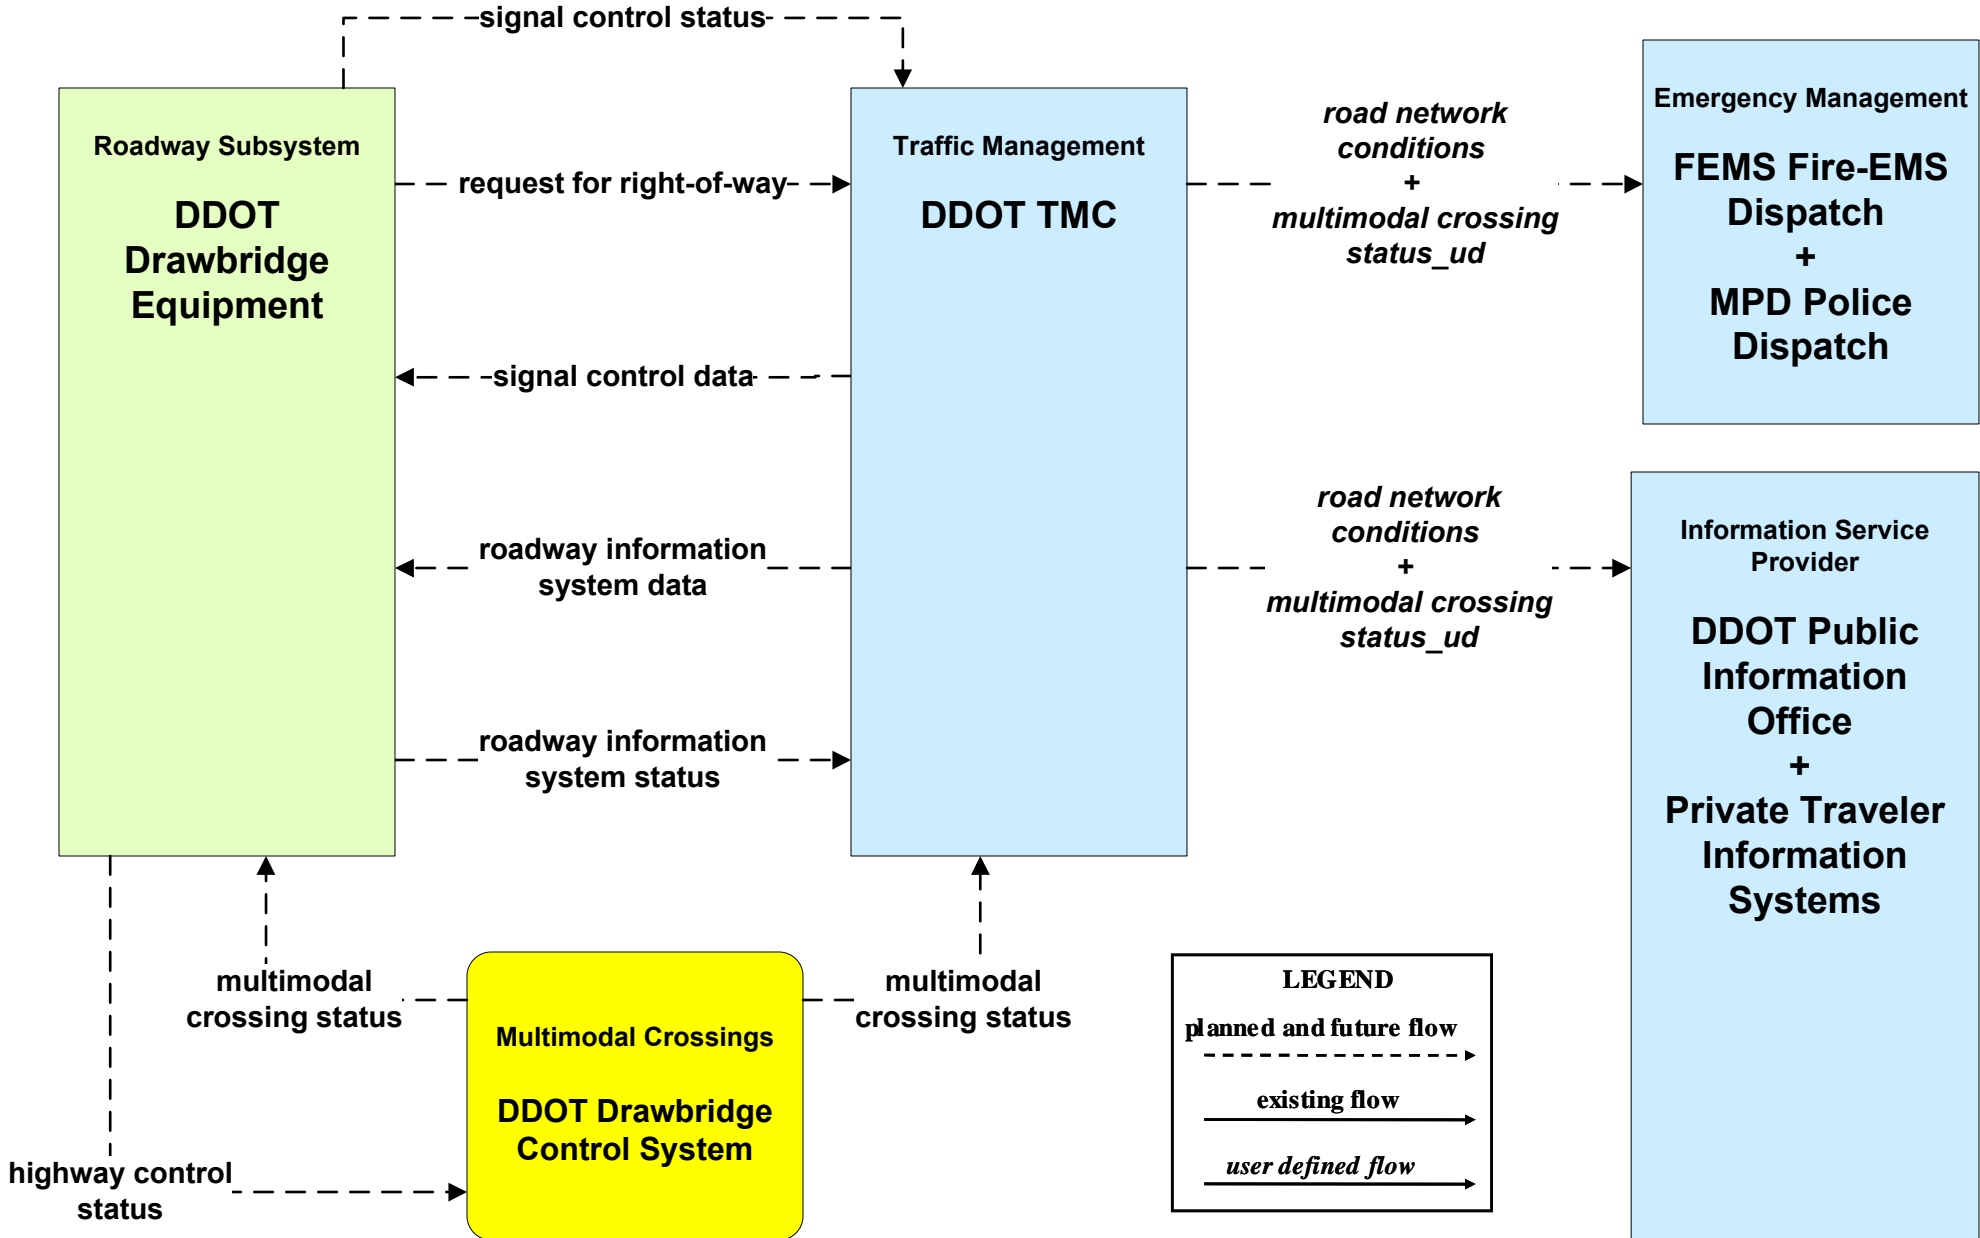 signal control status
Roadway Subsystem
DDOT
Drawbridge
Equipment
request for right-of-way
signal control data
roadway information
system data
roadway information
system status
Traffic Management
DDOT TMC
road network
conditions
+
multimodal crossing
status_ud
Emergency Management
FEMS Fire-EMS
Dispatch
+
MPD Police
Dispatch
road network
conditions
+
multimodal crossing
status_ud
Information Service
Provider
DDOT Public
Information
Office
+
Private Traveler
Information
Systems
multimodal
crossing status
Multimodal Crossings
DDOT Drawbridge
Control System
multimodal
crossing status
highway control
status
LEGEND
planned and future flow
existing flow
user defined flow